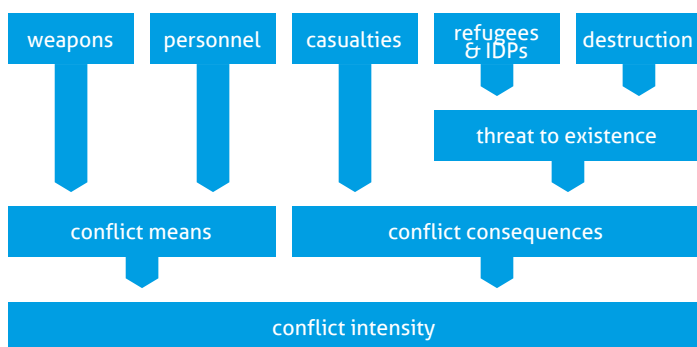 weapons
personnel
casualties
refugees
& IDPs
destruction
threat to existence
conflict means
conflict consequences
conflict intensity